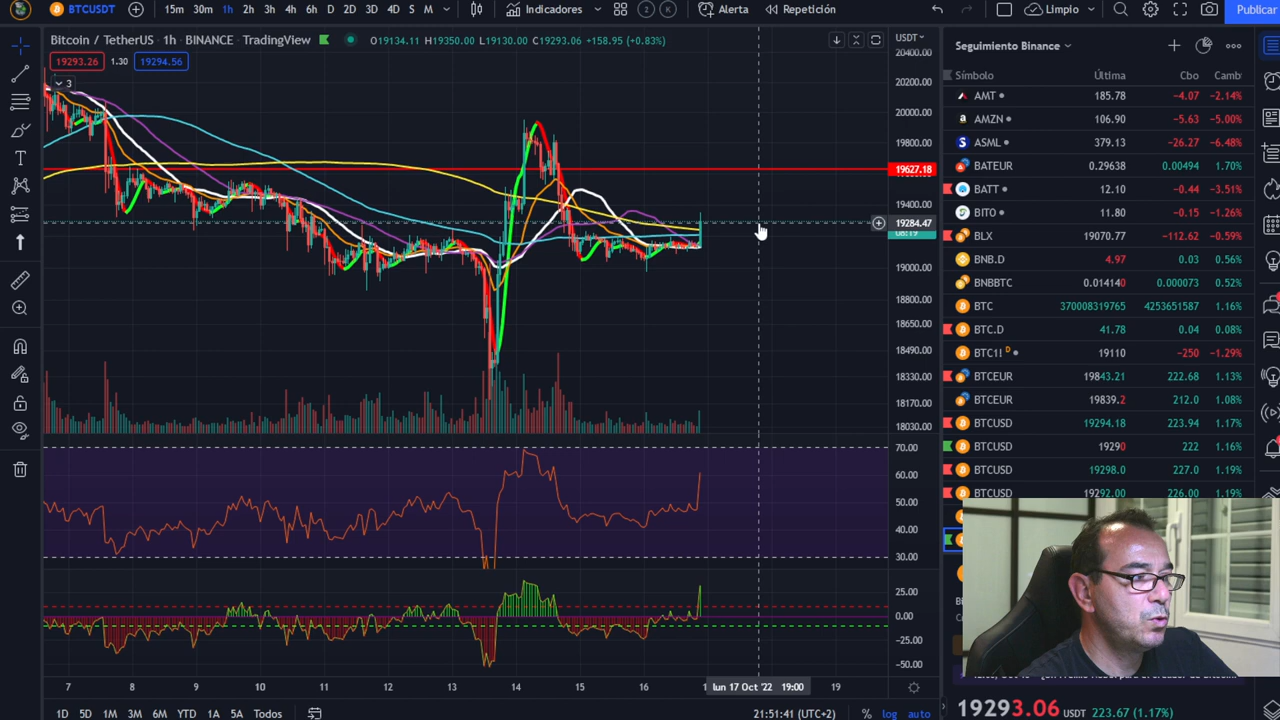 BTCUSDT 15m 30m 1h 2h 3h 4h 6h D 2D 3D 4D S M Indicadores 2 K Alerta Repetición Limpio Publicar
Bitcoin / TetherUS · 1h · BINANCE · TradingView O19134.11 H19350.00 L19130.00 C19293.06 +158.95 (+0.83%)
19293.26 1.30 19294.56
3
USDT
20400.00
20200.00
20000.00
19800.00
19627.18
19400.00
19284.47
08:19
19000.00
18800.00
18650.00
18490.00
18330.00
18170.00
18030.00
70.00
60.00
50.00
40.00
30.00
25.00
0.00
−25.00
−50.00
7 8 9 10 11 12 13 14 15 16 lun 17 Oct '22 19:00 19
1D 5D 1M 3M 6M YTD 1A 5A Todos 21:51:41 (UTC+2) % log auto
Seguimiento Binance
Símbolo Última Cbo Camb
AMT 185.78 −4.07 −2.14%
AMZN 106.90 −5.63 −5.00%
ASML 379.13 −26.27 −6.48%
BATEUR 0.29638 0.00494 1.70%
BATT 12.10 −0.44 −3.51%
BITO 11.80 −0.15 −1.26%
BLX 19070.77 −112.62 −0.59%
BNB.D 4.97 0.03 0.56%
BNBBTC 0.014140 0.000073 0.52%
BTC 370008319765 4253651587 1.16%
BTC.D 41.78 0.04 0.08%
BTC1! D 19110 −250 −1.29%
BTCEUR 19843.21 222.68 1.13%
BTCEUR 19839.2 212.0 1.08%
BTCUSD 19294.18 223.94 1.17%
BTCUSD 19290 222 1.16%
BTCUSD 19298.0 227.0 1.19%
BTCUSD 19292.00 226.00 1.19%
19293.06 USDT 223.67 (1.17%)